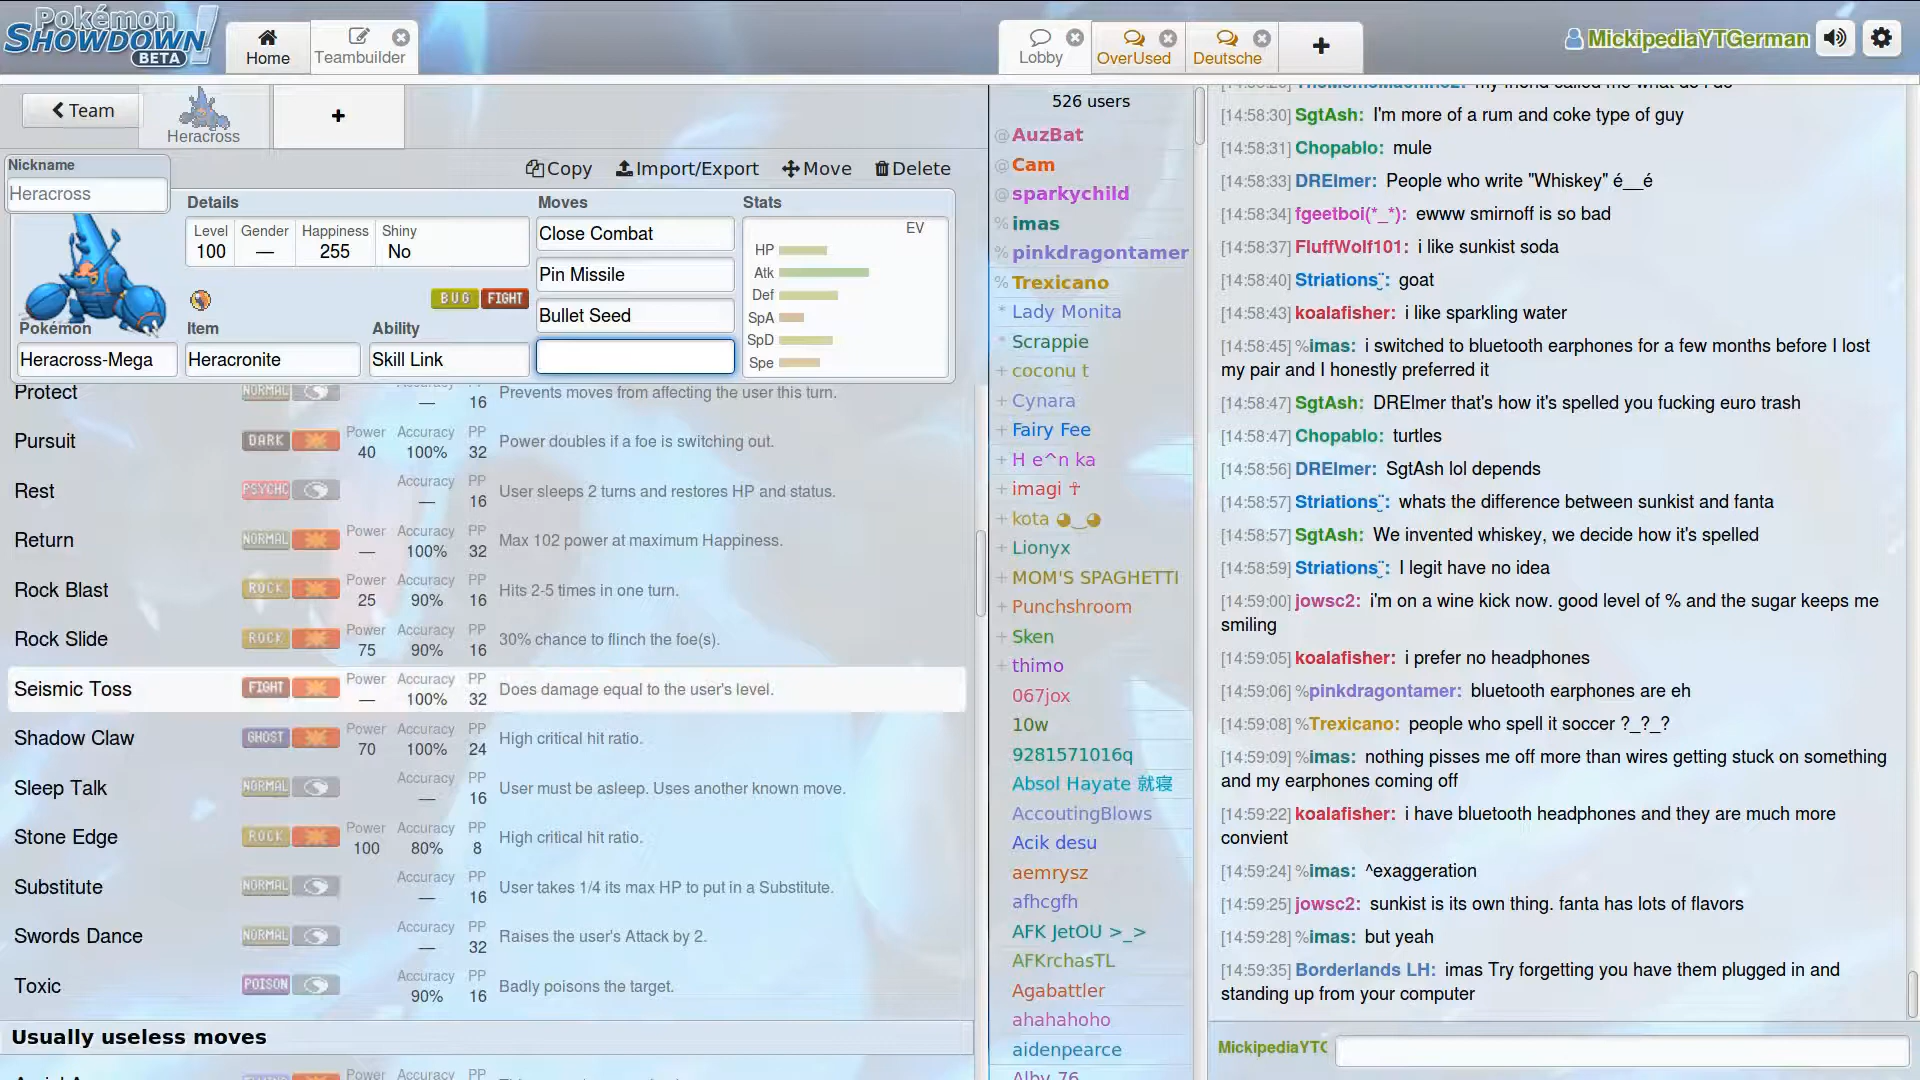 Pokémon
SHOWDOWN!
BETA
Home
Teambuilder
Lobby
OverUsed
Deutsche
+
MickipediaYTGerman
Team
Heracross
+
Copy
Import/Export
Move
Delete
Nickname
Heracross
Details
Level
100
Gender
—
Happiness
255
Shiny
No
BUG
FIGHT
Pokémon
Heracross-Mega
Item
Heracronite
Ability
Skill Link
Moves
Close Combat
Pin Missile
Bullet Seed
Stats
EV
HP
Atk
Def
SpA
SpD
Spe
Protect NORMAL Accuracy — 16 Prevents moves from affecting the user this turn.
Pursuit DARK Power 40 Accuracy 100% PP 32 Power doubles if a foe is switching out.
Rest PSYCHC Accuracy — PP 16 User sleeps 2 turns and restores HP and status.
Return NORMAL Power — Accuracy 100% PP 32 Max 102 power at maximum Happiness.
Rock Blast ROCK Power 25 Accuracy 90% PP 16 Hits 2-5 times in one turn.
Rock Slide ROCK Power 75 Accuracy 90% PP 16 30% chance to flinch the foe(s).
Seismic Toss FIGHT Power — Accuracy 100% PP 32 Does damage equal to the user's level.
Shadow Claw GHOST Power 70 Accuracy 100% PP 24 High critical hit ratio.
Sleep Talk NORMAL Accuracy — PP 16 User must be asleep. Uses another known move.
Stone Edge ROCK Power 100 Accuracy 80% PP 8 High critical hit ratio.
Substitute NORMAL Accuracy — PP 16 User takes 1/4 its max HP to put in a Substitute.
Swords Dance NORMAL Accuracy — PP 32 Raises the user's Attack by 2.
Toxic POISON Accuracy 90% PP 16 Badly poisons the target.
Usually useless moves
Power Accuracy PP
526 users
@AuzBat
@Cam
@sparkychild
%imas
%pinkdragontamer
%Trexicano
*Lady Monita
*Scrappie
+coconu t
+Cynara
+Fairy Fee
+H e^n ka
+imagi ☥
+kota ◕‿◕
+Lionyx
+MOM'S SPAGHETTI
+Punchshroom
+Sken
+thimo
067jox
10w
9281571016q
Absol Hayate 就寝
AccoutingBlows
Acik desu
aemrysz
afhcgfh
AFK JetOU >_>
AFKrchasTL
Agabattler
ahahahoho
aidenpearce
Alby 76
[14:58:30] SgtAsh: I'm more of a rum and coke type of guy
[14:58:31] Chopablo: mule
[14:58:33] DRElmer: People who write "Whiskey" é__é
[14:58:34] fgeetboi(*_*): ewww smirnoff is so bad
[14:58:37] FluffWolf101: i like sunkist soda
[14:58:40] Striations¨̮: goat
[14:58:43] koalafisher: i like sparkling water
[14:58:45] %imas: i switched to bluetooth earphones for a few months before I lost
my pair and I honestly preferred it
[14:58:47] SgtAsh: DRElmer that's how it's spelled you fucking euro trash
[14:58:47] Chopablo: turtles
[14:58:56] DRElmer: SgtAsh lol depends
[14:58:57] Striations¨̮: whats the difference between sunkist and fanta
[14:58:57] SgtAsh: We invented whiskey, we decide how it's spelled
[14:58:59] Striations¨̮: I legit have no idea
[14:59:00] jowsc2: i'm on a wine kick now. good level of % and the sugar keeps me
smiling
[14:59:05] koalafisher: i prefer no headphones
[14:59:06] %pinkdragontamer: bluetooth earphones are eh
[14:59:08] %Trexicano: people who spell it soccer ?_?_?
[14:59:09] %imas: nothing pisses me off more than wires getting stuck on something
and my earphones coming off
[14:59:22] koalafisher: i have bluetooth headphones and they are much more
convient
[14:59:24] %imas: ^exaggeration
[14:59:25] jowsc2: sunkist is its own thing. fanta has lots of flavors
[14:59:28] %imas: but yeah
[14:59:35] Borderlands LH: imas Try forgetting you have them plugged in and
standing up from your computer
MickipediaYTG